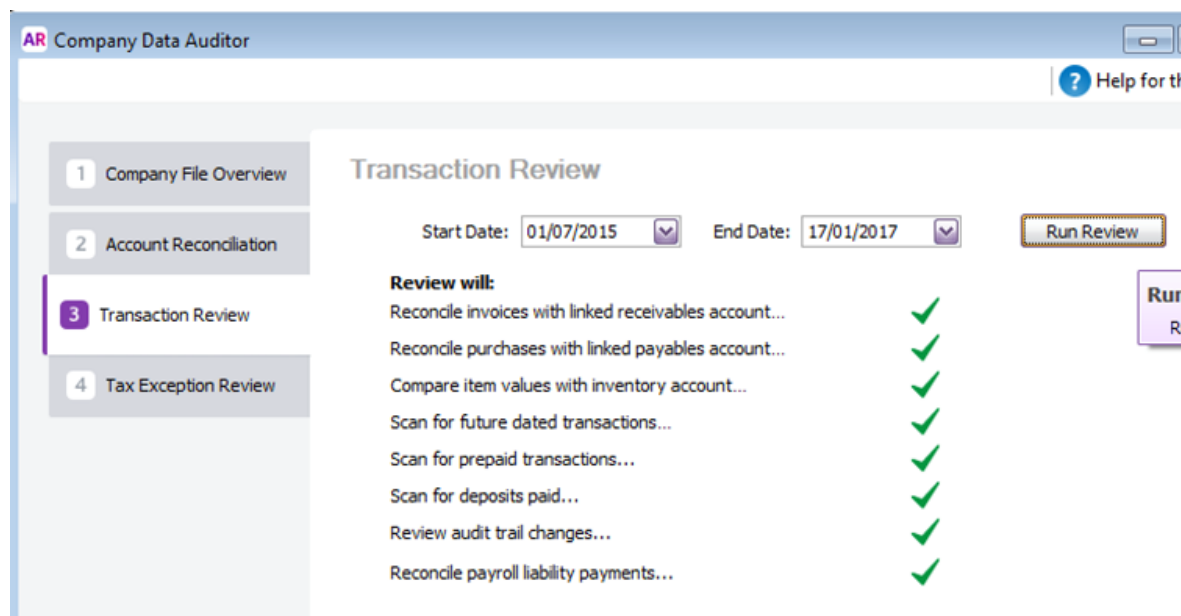 AR Company Data Auditor
? Help for th
1 Company File Overview
2 Account Reconciliation
3 Transaction Review
4 Tax Exception Review
Transaction Review
Start Date: 01/07/2015 End Date: 17/01/2017 Run Review
Review will:
Reconcile invoices with linked receivables account...
Reconcile purchases with linked payables account...
Compare item values with inventory account...
Scan for future dated transactions...
Scan for prepaid transactions...
Scan for deposits paid...
Review audit trail changes...
Reconcile payroll liability payments...
Run
R